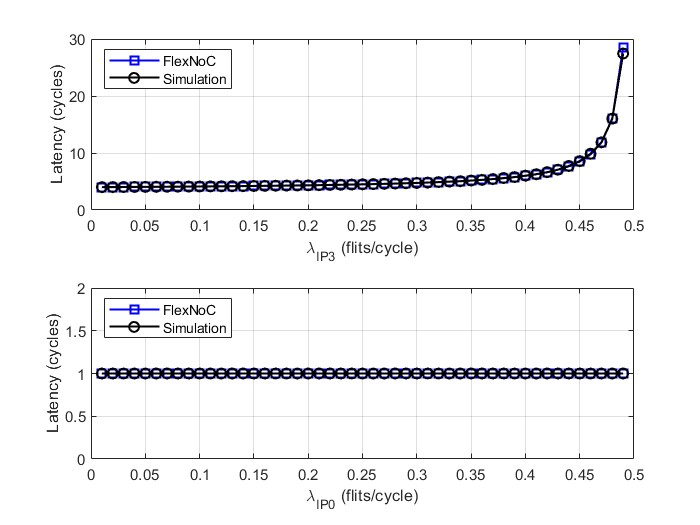 30
20
10
0
Latency (cycles)
FlexNoC
Simulation
0 0.05 0.1 0.15 0.2 0.25 0.3 0.35 0.4 0.45 0.5
λIP3 (flits/cycle)
2
1.5
1
0.5
0
Latency (cycles)
FlexNoC
Simulation
0 0.05 0.1 0.15 0.2 0.25 0.3 0.35 0.4 0.45 0.5
λIP0 (flits/cycle)